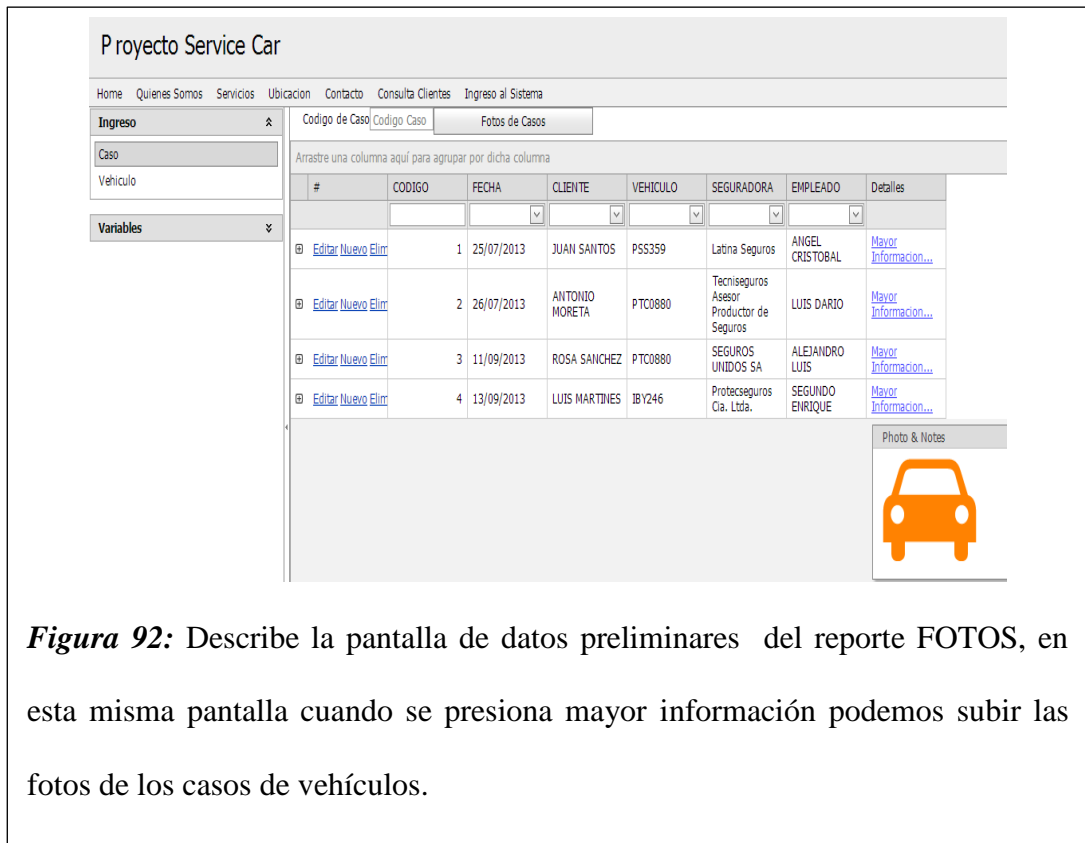 Proyecto Service Car
Home Quienes Somos Servicios Ubicacion Contacto Consulta Clientes Ingreso al Sistema
Ingreso
Caso
Vehiculo
Variables
Codigo de Caso Codigo Caso Fotos de Casos
Arrastre una columna aquí para agrupar por dicha columna
# CODIGO FECHA CLIENTE VEHICULO SEGURADORA EMPLEADO Detalles
Editar Nuevo Elim 1 25/07/2013 JUAN SANTOS PSS359 Latina Seguros ANGEL CRISTOBAL Mayor Informacion...
Editar Nuevo Elim 2 26/07/2013 ANTONIO MORETA PTC0880 Tecniseguros Asesor Productor de Seguros LUIS DARIO Mayor Informacion...
Editar Nuevo Elim 3 11/09/2013 ROSA SANCHEZ PTC0880 SEGUROS UNIDOS SA ALEJANDRO LUIS Mayor Informacion...
Editar Nuevo Elim 4 13/09/2013 LUIS MARTINES IBY246 Protecseguros Cia. Ltda. SEGUNDO ENRIQUE Mayor Informacion...
Photo & Notes
Figura 92: Describe la pantalla de datos preliminares del reporte FOTOS, en
esta misma pantalla cuando se presiona mayor información podemos subir las
fotos de los casos de vehículos.